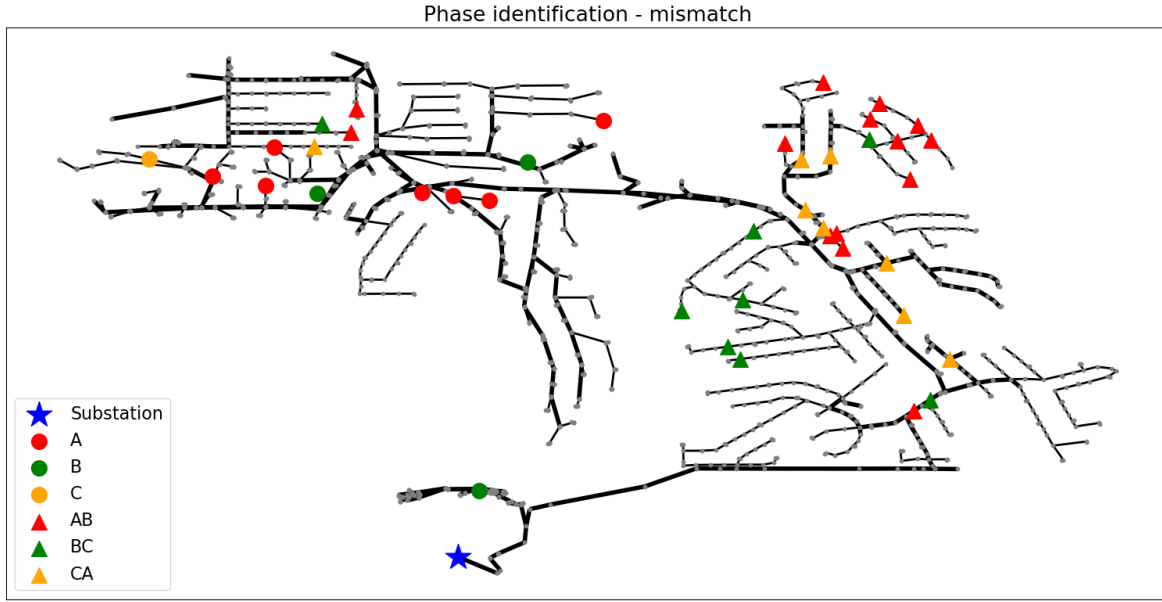 Phase identification - mismatch
Substation
A
B
C
AB
BC
CA